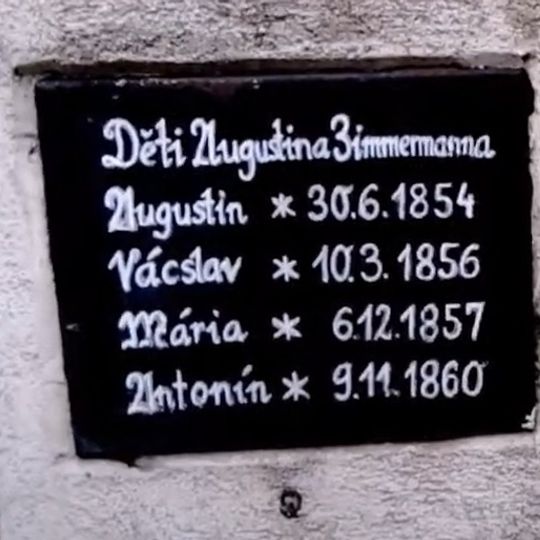 Děti Augustina Zimmermanna
Augustin * 30.6.1854
Vácslav * 10.3.1856
Mária * 6.12.1857
Antonín * 9.11.1860